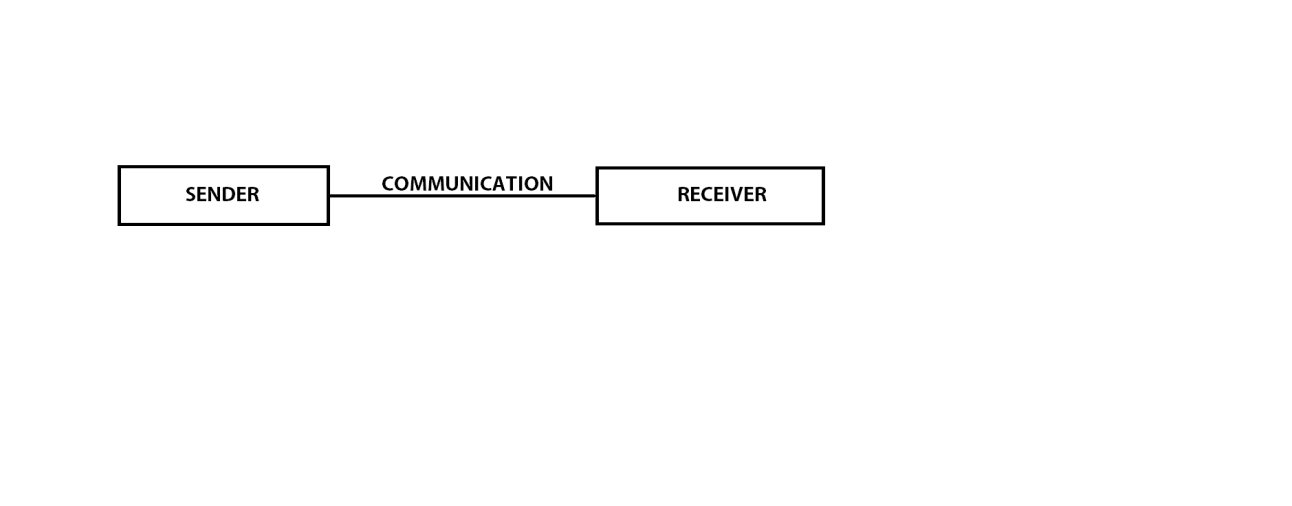 COMMUNICATION
SENDER
RECEIVER